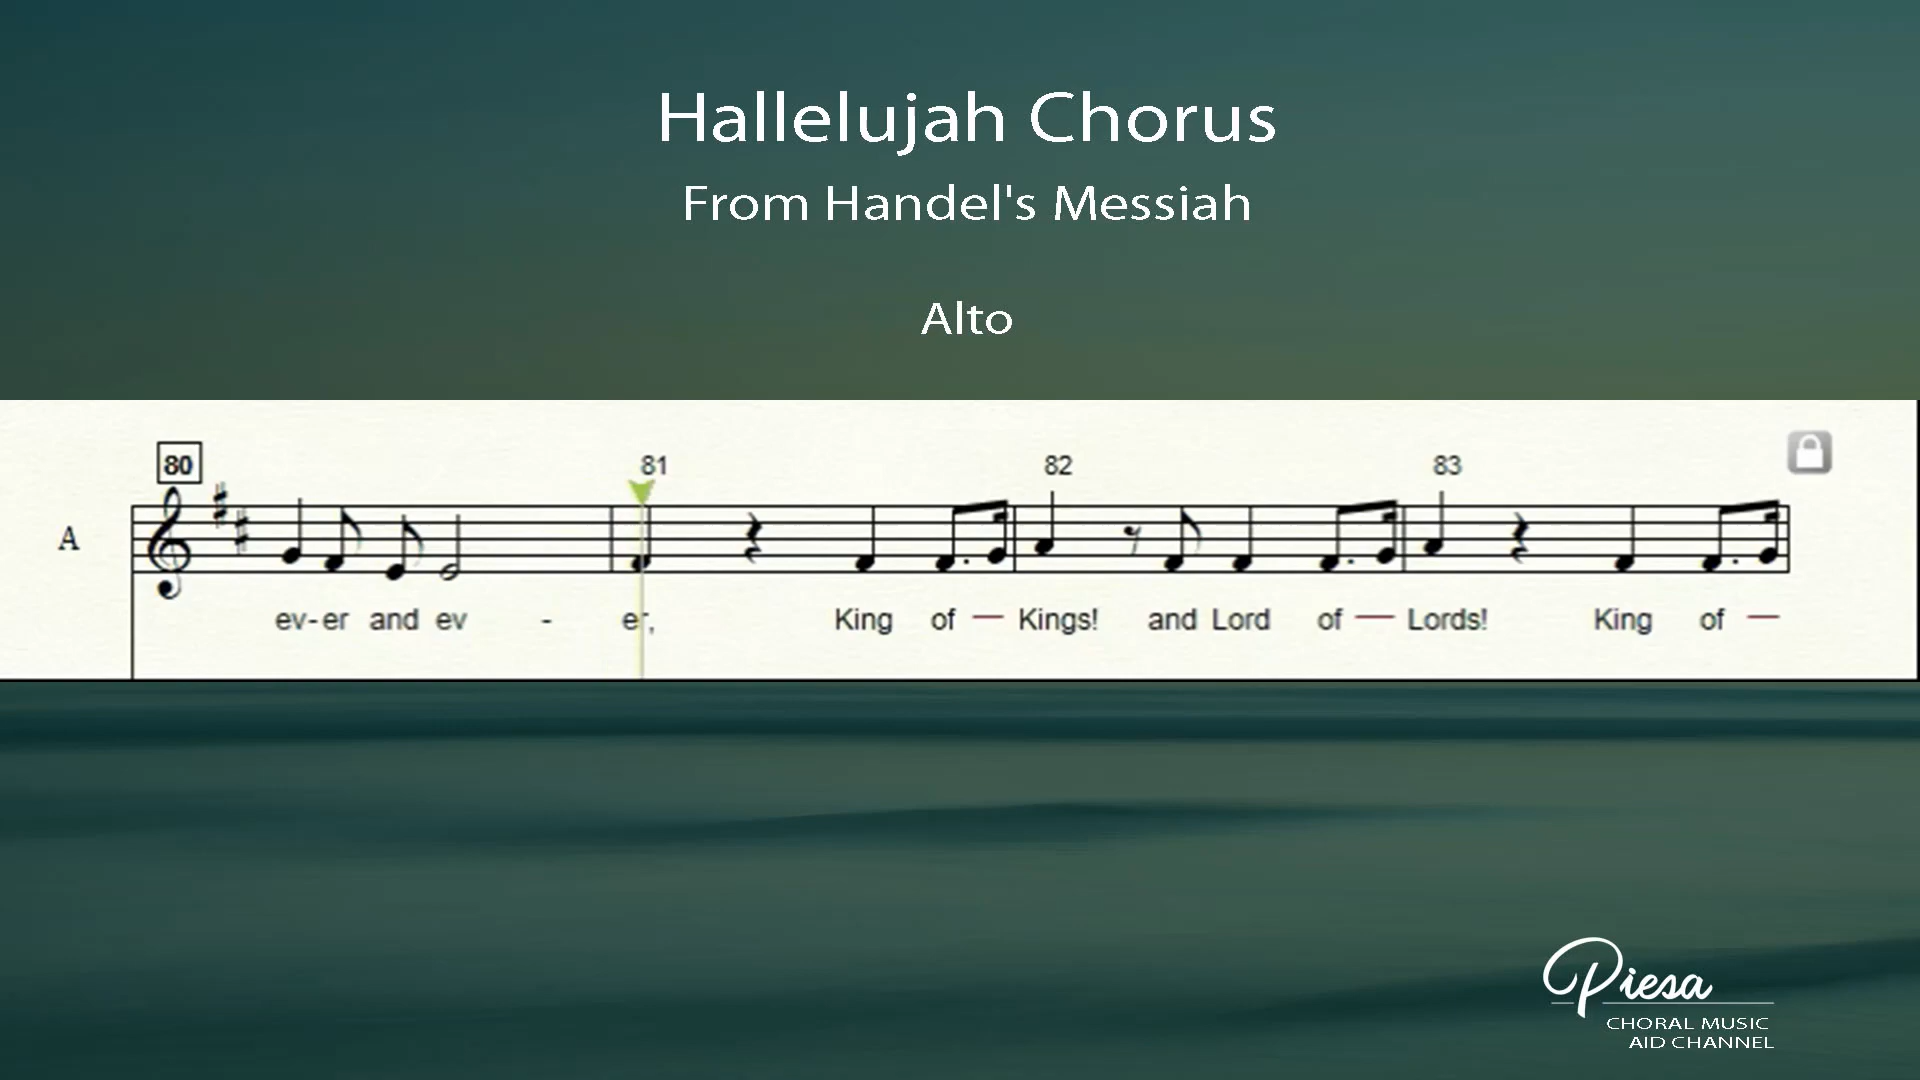 Hallelujah Chorus
From Handel's Messiah
Alto
80 81 82 83
A
ev-er and ev - er, King of — Kings! and Lord of — Lords! King of —
Piesa
CHORAL MUSIC
AID CHANNEL